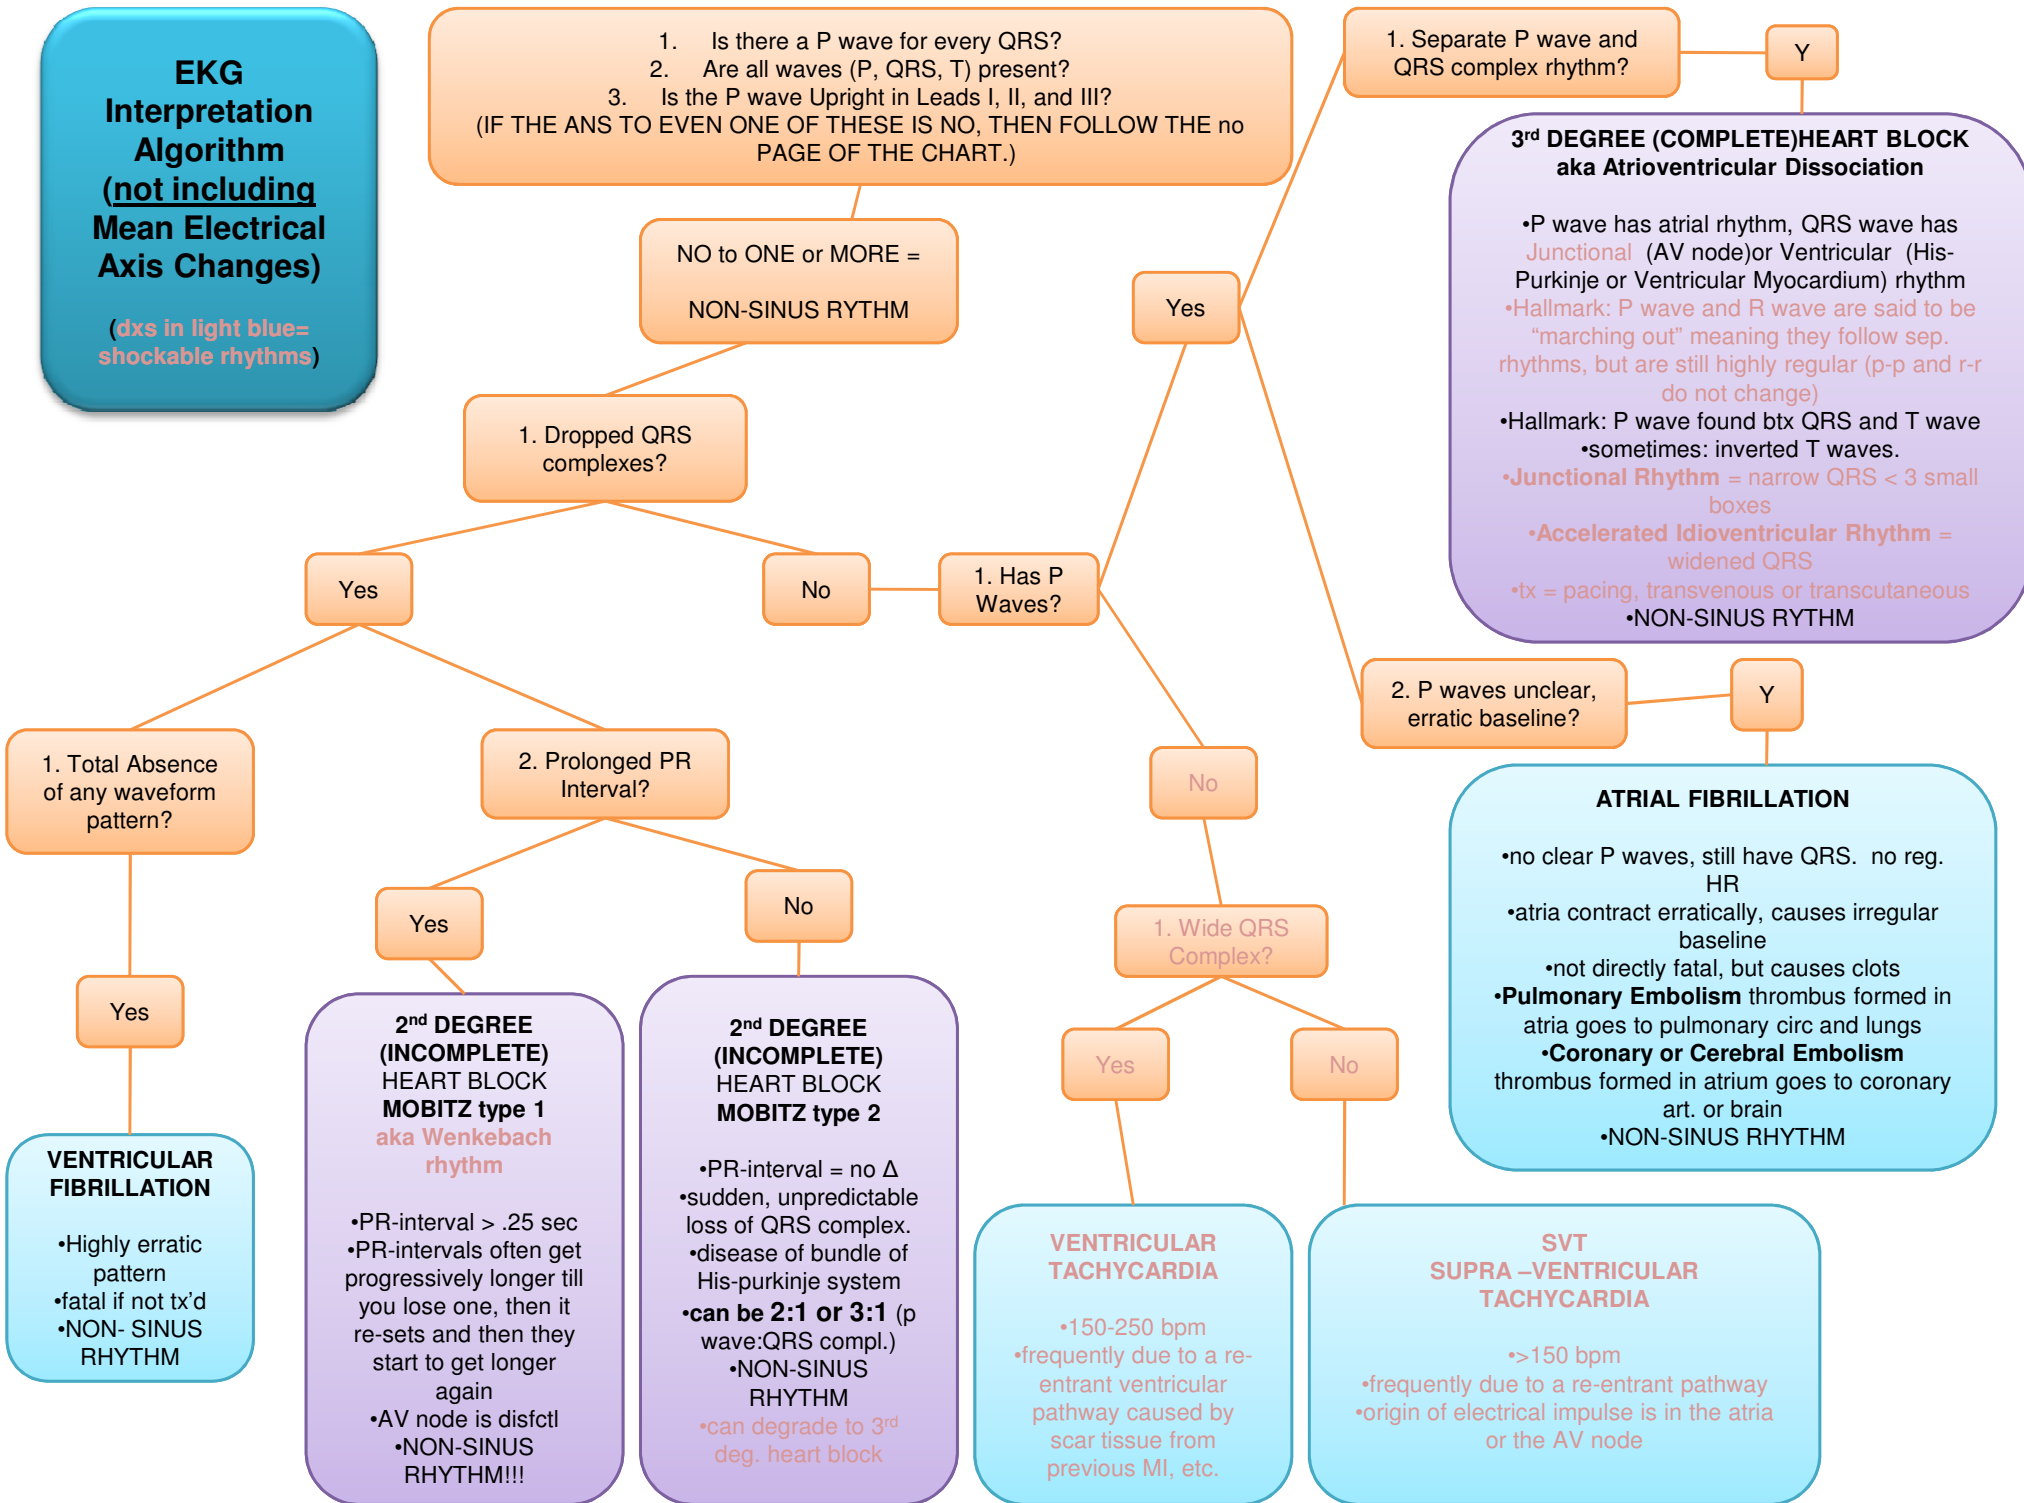 EKG
Interpretation
Algorithm
(not including
Mean Electrical
Axis Changes)
(dxs in light blue=
shockable rhythms)
1. Is there a P wave for every QRS?
2. Are all waves (P, QRS, T) present?
3. Is the P wave Upright in Leads I, II, and III?
(IF THE ANS TO EVEN ONE OF THESE IS NO, THEN FOLLOW THE no
PAGE OF THE CHART.)
NO to ONE or MORE =
NON-SINUS RYTHM
1. Dropped QRS
complexes?
Yes
No
1. Has P
Waves?
Yes
1. Separate P wave and
QRS complex rhythm?
Y
3rd DEGREE (COMPLETE)HEART BLOCK
aka Atrioventricular Dissociation
•P wave has atrial rhythm, QRS wave has
Junctional (AV node)or Ventricular (His-
Purkinje or Ventricular Myocardium) rhythm
•Hallmark: P wave and R wave are said to be
“marching out” meaning they follow sep.
rhythms, but are still highly regular (p-p and r-r
do not change)
•Hallmark: P wave found btx QRS and T wave
•sometimes: inverted T waves.
•Junctional Rhythm = narrow QRS < 3 small
boxes
•Accelerated Idioventricular Rhythm =
widened QRS
•tx = pacing, transvenous or transcutaneous
•NON-SINUS RYTHM
2. P waves unclear,
erratic baseline?
Y
ATRIAL FIBRILLATION
•no clear P waves, still have QRS. no reg.
HR
•atria contract erratically, causes irregular
baseline
•not directly fatal, but causes clots
•Pulmonary Embolism thrombus formed in
atria goes to pulmonary circ and lungs
•Coronary or Cerebral Embolism
thrombus formed in atrium goes to coronary
art. or brain
•NON-SINUS RHYTHM
1. Total Absence
of any waveform
pattern?
Yes
VENTRICULAR
FIBRILLATION
•Highly erratic
pattern
•fatal if not tx’d
•NON- SINUS
RHYTHM
2. Prolonged PR
Interval?
Yes
2nd DEGREE
(INCOMPLETE)
HEART BLOCK
MOBITZ type 1
aka Wenkebach
rhythm
•PR-interval > .25 sec
•PR-intervals often get
progressively longer till
you lose one, then it
re-sets and then they
start to get longer
again
•AV node is disfctl
•NON-SINUS
RHYTHM!!!
No
2nd DEGREE
(INCOMPLETE)
HEART BLOCK
MOBITZ type 2
•PR-interval = no Δ
•sudden, unpredictable
loss of QRS complex.
•disease of bundle of
His-purkinje system
•can be 2:1 or 3:1 (p
wave:QRS compl.)
•NON-SINUS
RHYTHM
•can degrade to 3rd
deg. heart block
No
1. Wide QRS
Complex?
Yes
VENTRICULAR
TACHYCARDIA
•150-250 bpm
•frequently due to a re-
entrant ventricular
pathway caused by
scar tissue from
previous MI, etc.
No
SVT
SUPRA –VENTRICULAR
TACHYCARDIA
•>150 bpm
•frequently due to a re-entrant pathway
•origin of electrical impulse is in the atria
or the AV node